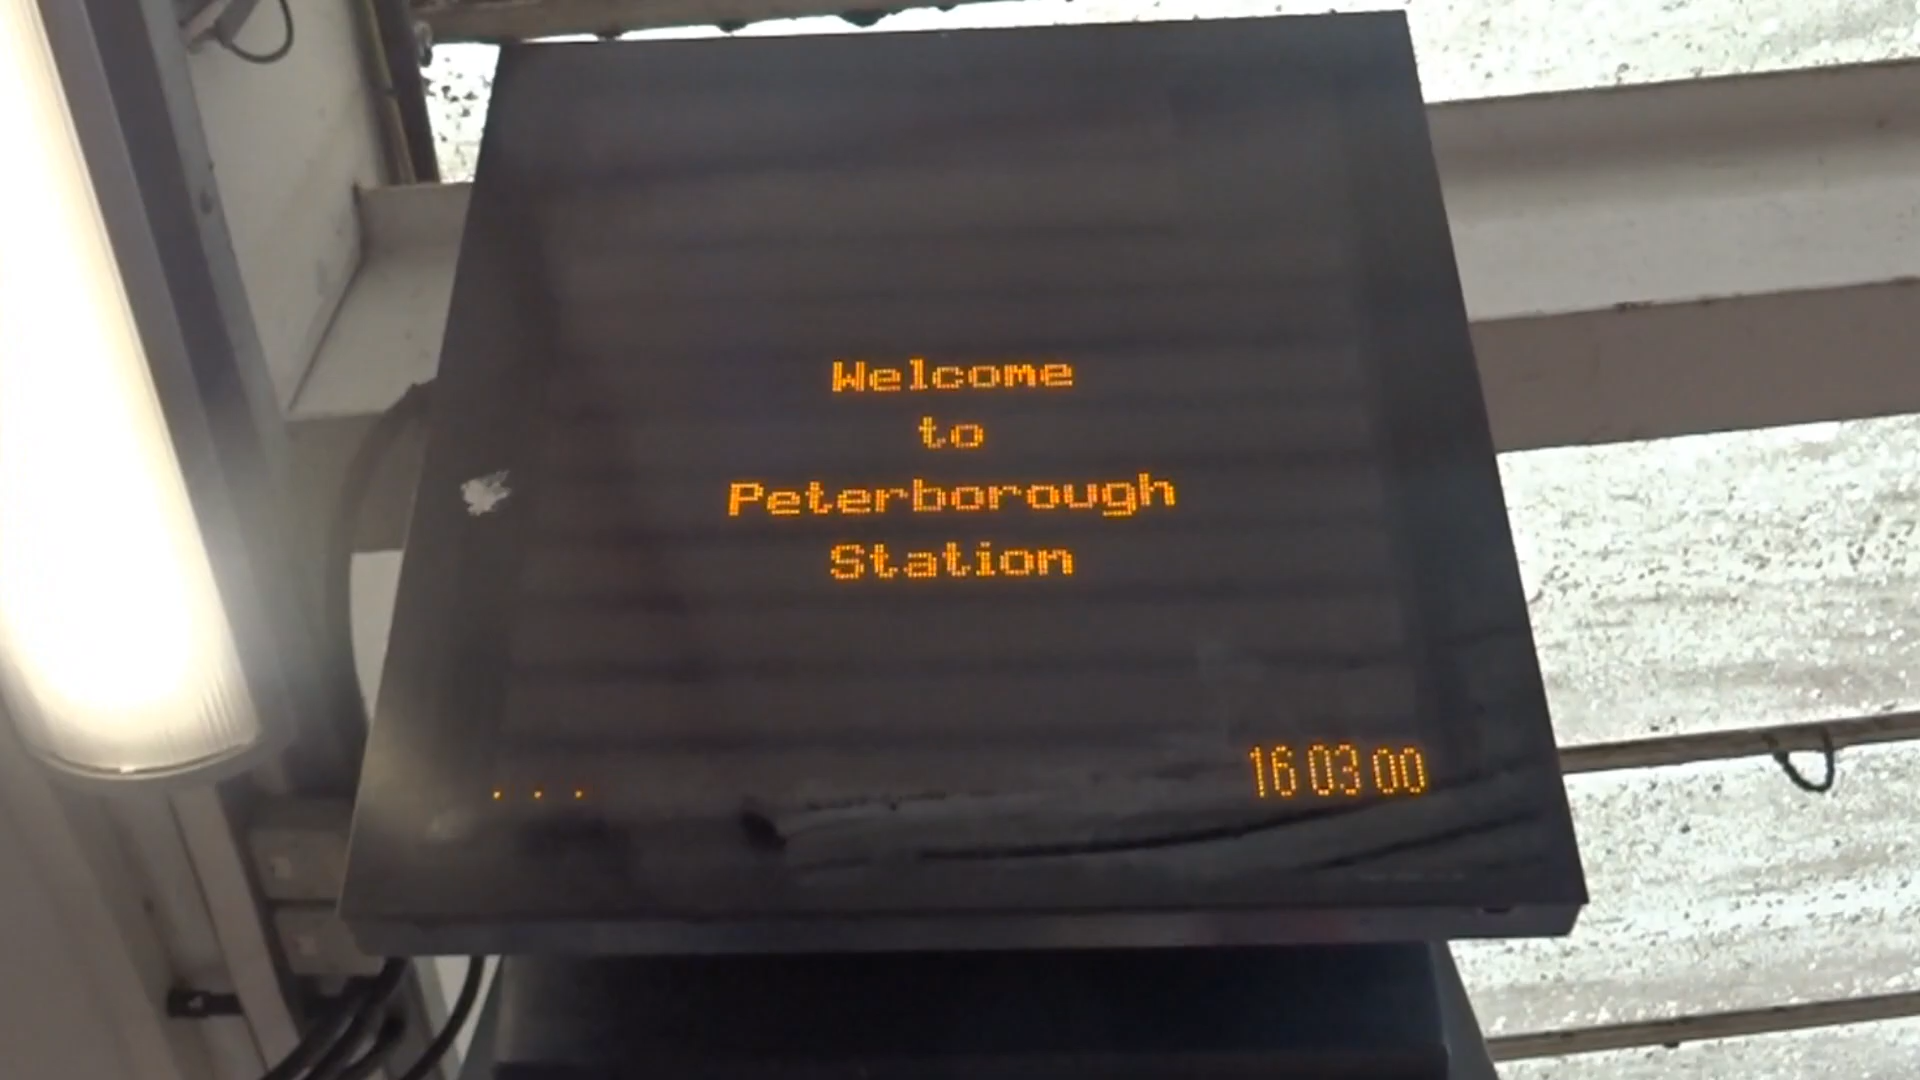 Welcome
to
Peterborough
Station
. . . 16 03 00